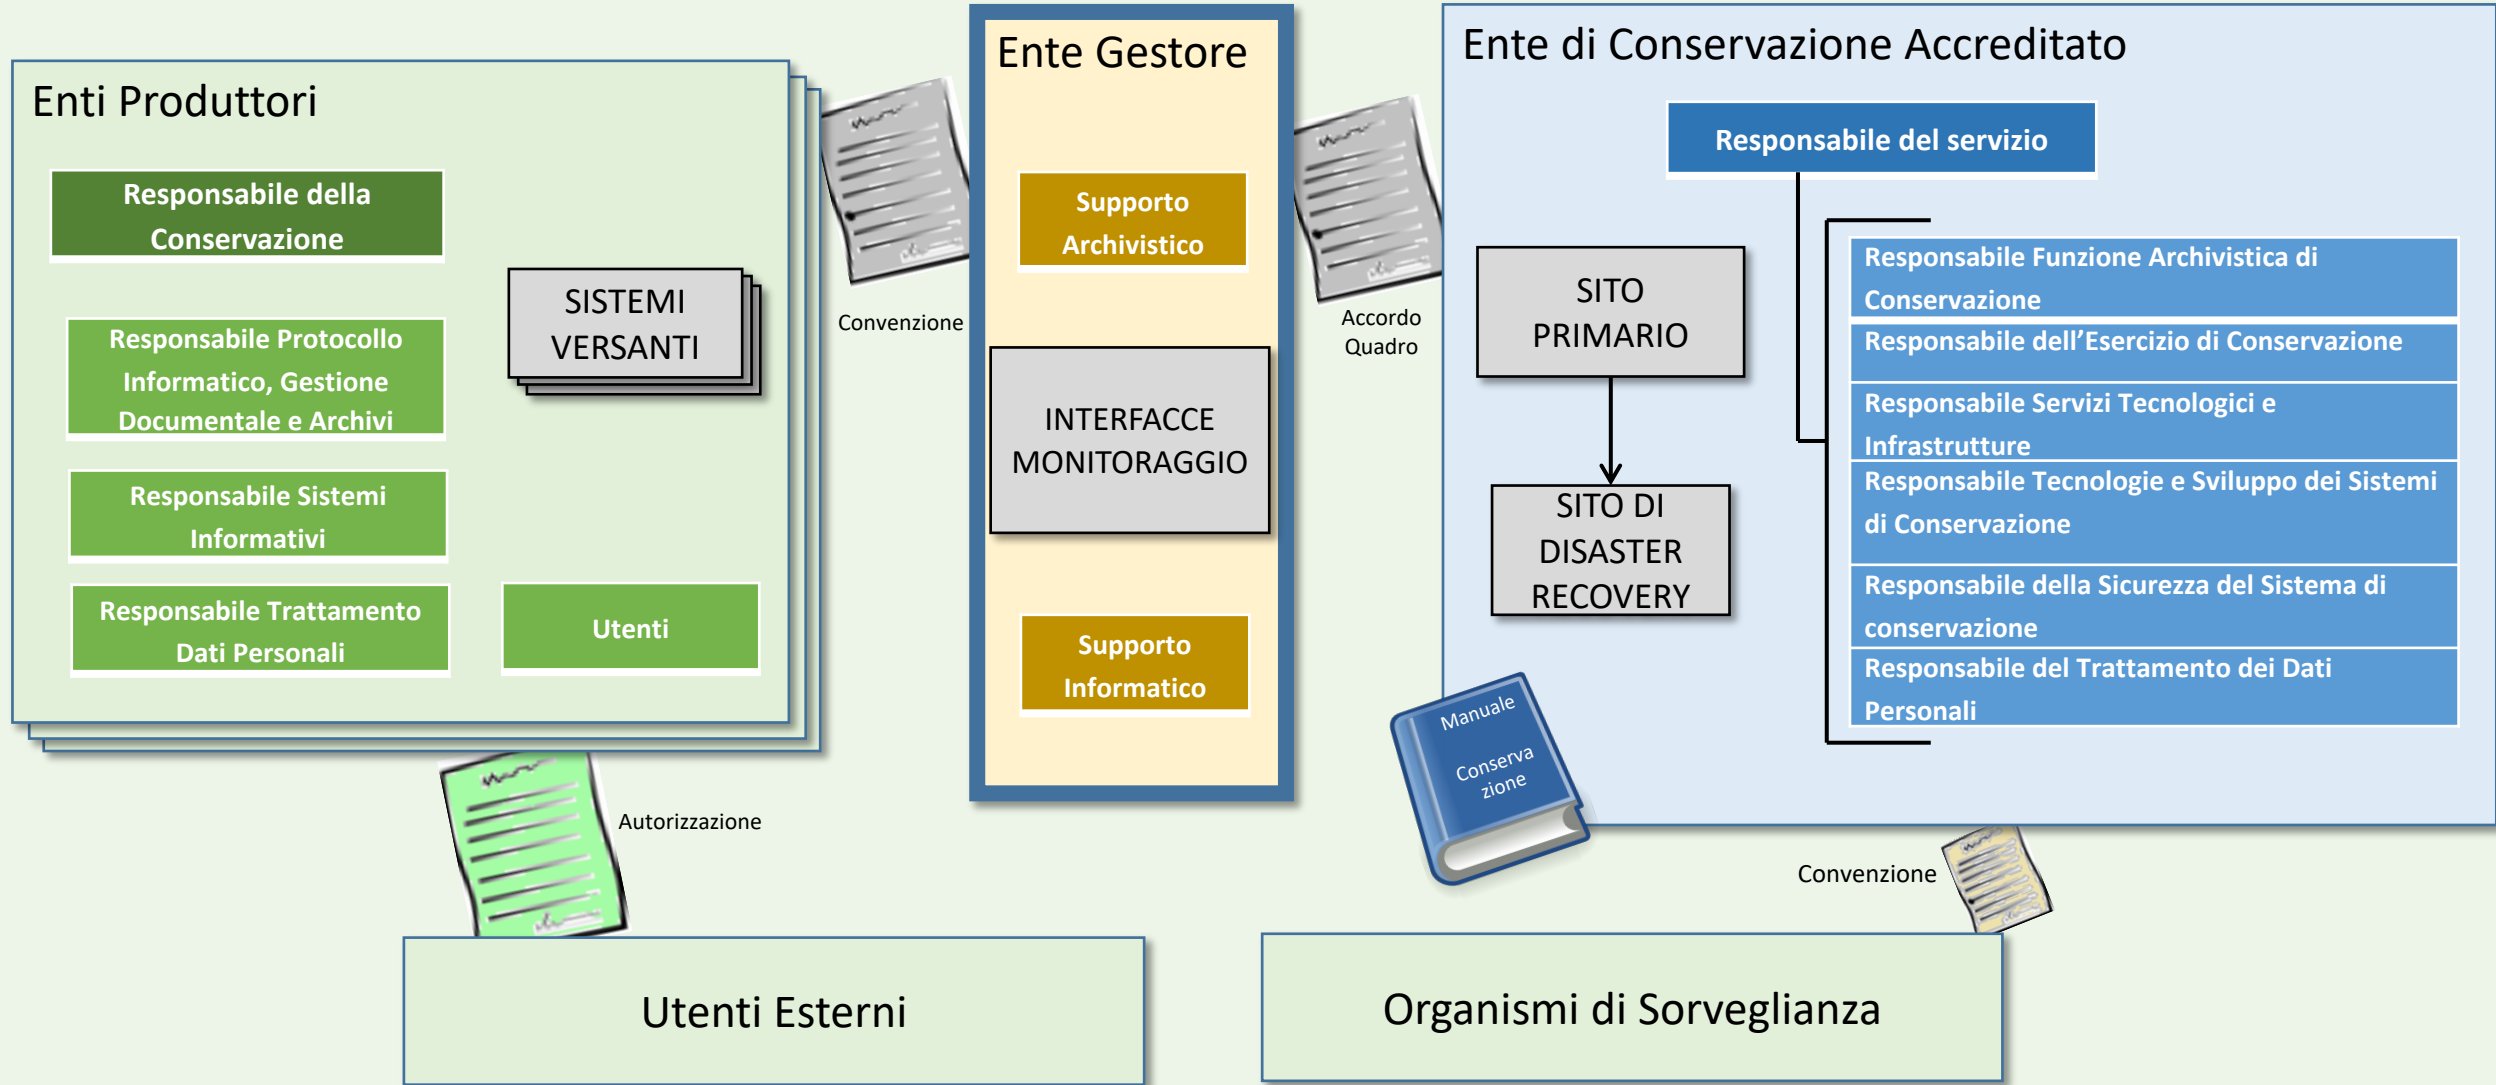 Enti Produttori
Responsabile della
Conservazione
Responsabile Protocollo
Informatico, Gestione
Documentale e Archivi
Responsabile Sistemi
Informativi
Responsabile Trattamento
Dati Personali
SISTEMI
VERSANTI
Utenti
Convenzione
Ente Gestore
Supporto
Archivistico
INTERFACCE
MONITORAGGIO
Supporto
Informatico
Accordo
Quadro
Ente di Conservazione Accreditato
Responsabile del servizio
SITO
PRIMARIO
SITO DI
DISASTER
RECOVERY
Responsabile Funzione Archivistica di
Conservazione
Responsabile dell’Esercizio di Conservazione
Responsabile Servizi Tecnologici e
Infrastrutture
Responsabile Tecnologie e Sviluppo dei Sistemi
di Conservazione
Responsabile della Sicurezza del Sistema di
conservazione
Responsabile del Trattamento dei Dati
Personali
Manuale
Conserva
zione
Autorizzazione
Convenzione
Utenti Esterni
Organismi di Sorveglianza